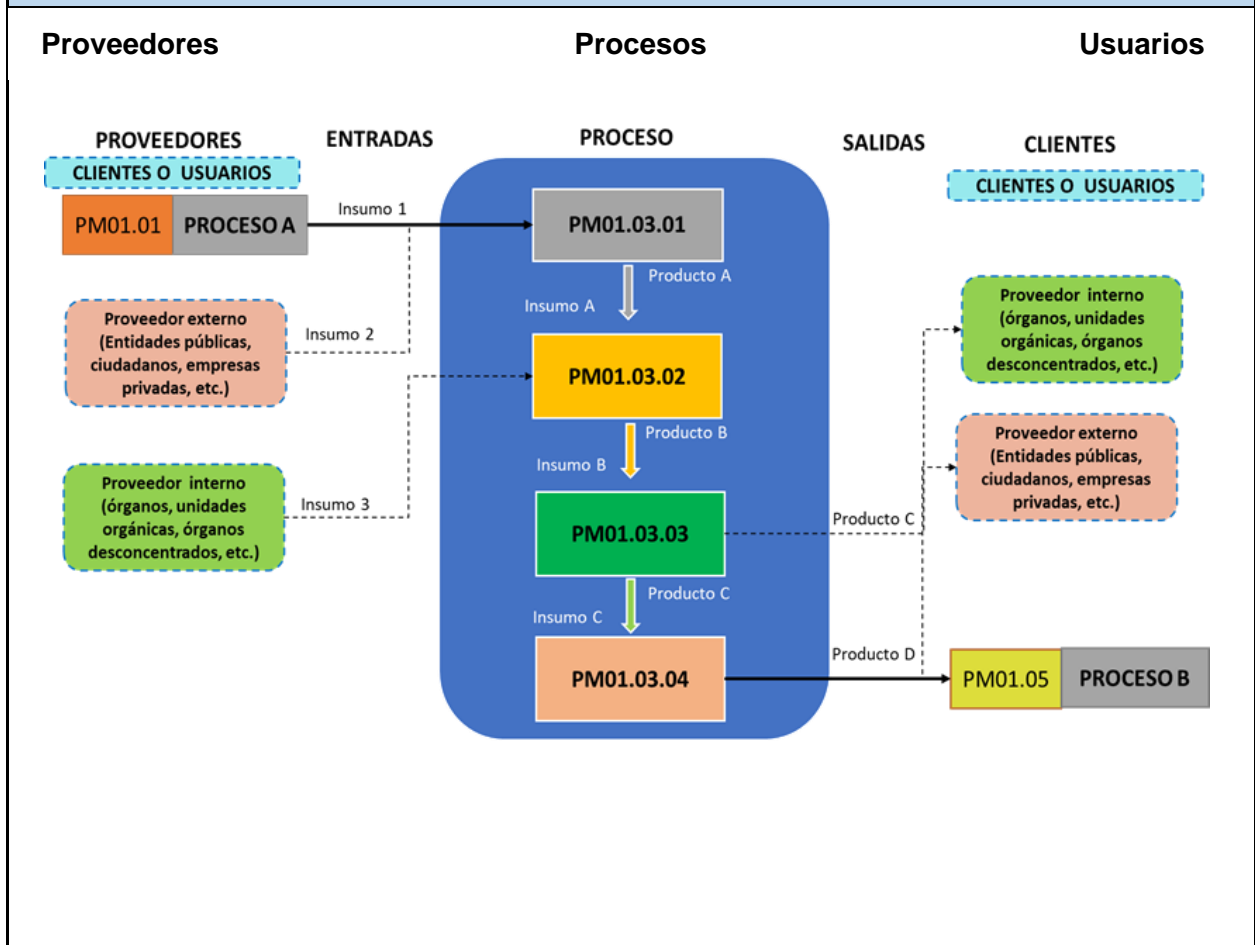 Proveedores
Procesos
Usuarios
PROVEEDORES
ENTRADAS
PROCESO
SALIDAS
CLIENTES
CLIENTES O USUARIOS
PM01.01
PROCESO A
Insumo 1
Proveedor externo
(Entidades públicas,
ciudadanos, empresas
privadas, etc.)
Insumo 2
Proveedor interno
(órganos, unidades
orgánicas, órganos
desconcentrados, etc.)
Insumo 3
PM01.03.01
Producto A
Insumo A
PM01.03.02
Producto B
Insumo B
PM01.03.03
Producto C
Insumo C
PM01.03.04
Producto C
Producto D
CLIENTES O USUARIOS
Proveedor interno
(órganos, unidades
orgánicas, órganos
desconcentrados, etc.)
Proveedor externo
(Entidades públicas,
ciudadanos, empresas
privadas, etc.)
PM01.05
PROCESO B